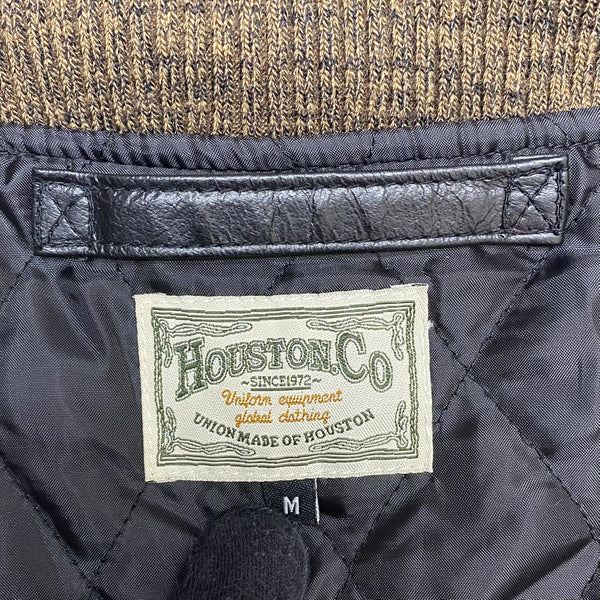 HOUSTON.CO
~SINCE1972~
Uniform equipment
global clothing
UNION MADE OF HOUSTON
M